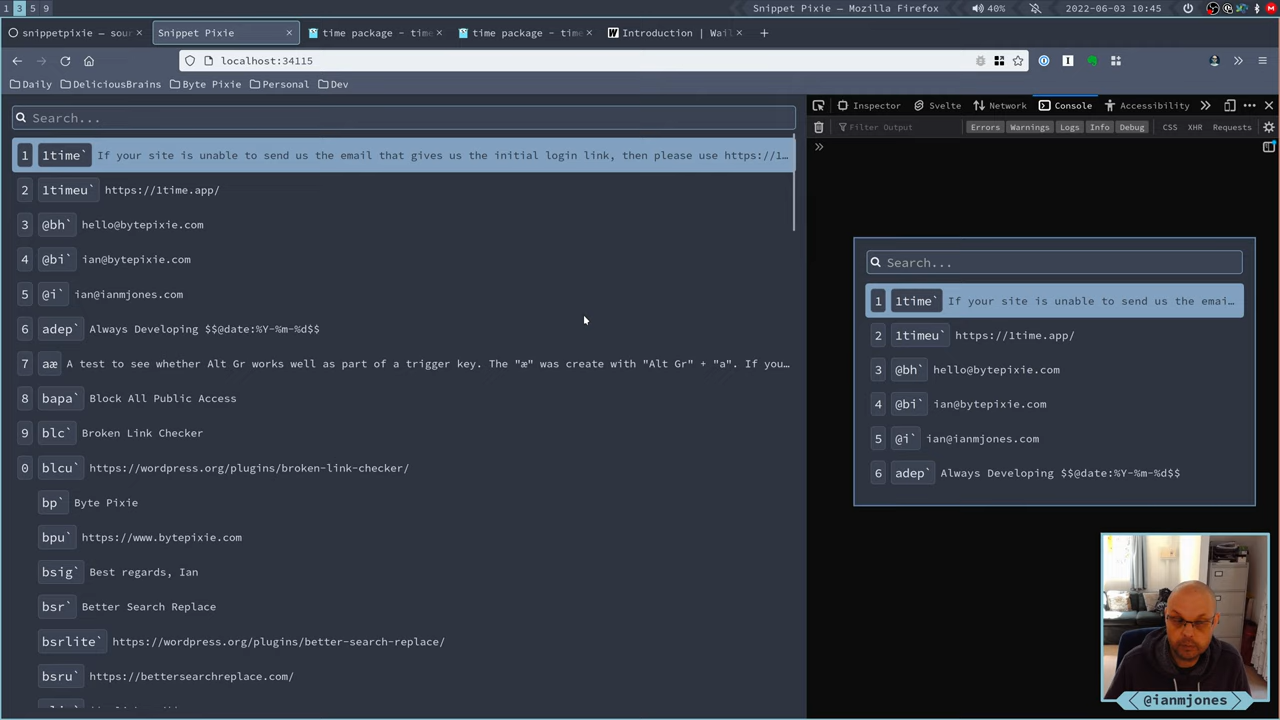 1 3 5 9
Snippet Pixie — Mozilla Firefox
40%
2022-06-03 10:45
snippetpixie — sour
Snippet Pixie
time package - time
time package - time
Introduction | Wail
localhost:34115
Daily
DeliciousBrains
Byte Pixie
Personal
Dev
Search...
1 1time` If your site is unable to send us the email that gives us the initial login link, then please use https://1…
2 1timeu` https://1time.app/
3 @bh` hello@bytepixie.com
4 @bi` ian@bytepixie.com
5 @i` ian@ianmjones.com
6 adep` Always Developing $$@date:%Y-%m-%d$$
7 aæ A test to see whether Alt Gr works well as part of a trigger key. The "æ" was create with "Alt Gr" + "a". If you…
8 bapa` Block All Public Access
9 blc` Broken Link Checker
0 blcu` https://wordpress.org/plugins/broken-link-checker/
bp` Byte Pixie
bpu` https://www.bytepixie.com
bsig` Best regards, Ian
bsr` Better Search Replace
bsrlite` https://wordpress.org/plugins/better-search-replace/
bsru` https://bettersearchreplace.com/
Inspector
Svelte
Network
Console
Accessibility
Filter Output
Errors
Warnings
Logs
Info
Debug
CSS
XHR
Requests
Search...
1 1time` If your site is unable to send us the emai…
2 1timeu` https://1time.app/
3 @bh` hello@bytepixie.com
4 @bi` ian@bytepixie.com
5 @i` ian@ianmjones.com
6 adep` Always Developing $$@date:%Y-%m-%d$$
@ianmjones